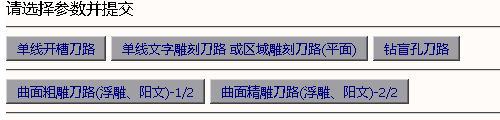 请选择参数并提交
单线开槽刀路 单线文字雕刻刀路 或区域雕刻刀路(平面) 钻盲孔刀路
曲面粗雕刀路(浮雕、阳文)-1/2 曲面精雕刀路(浮雕、阳文)-2/2